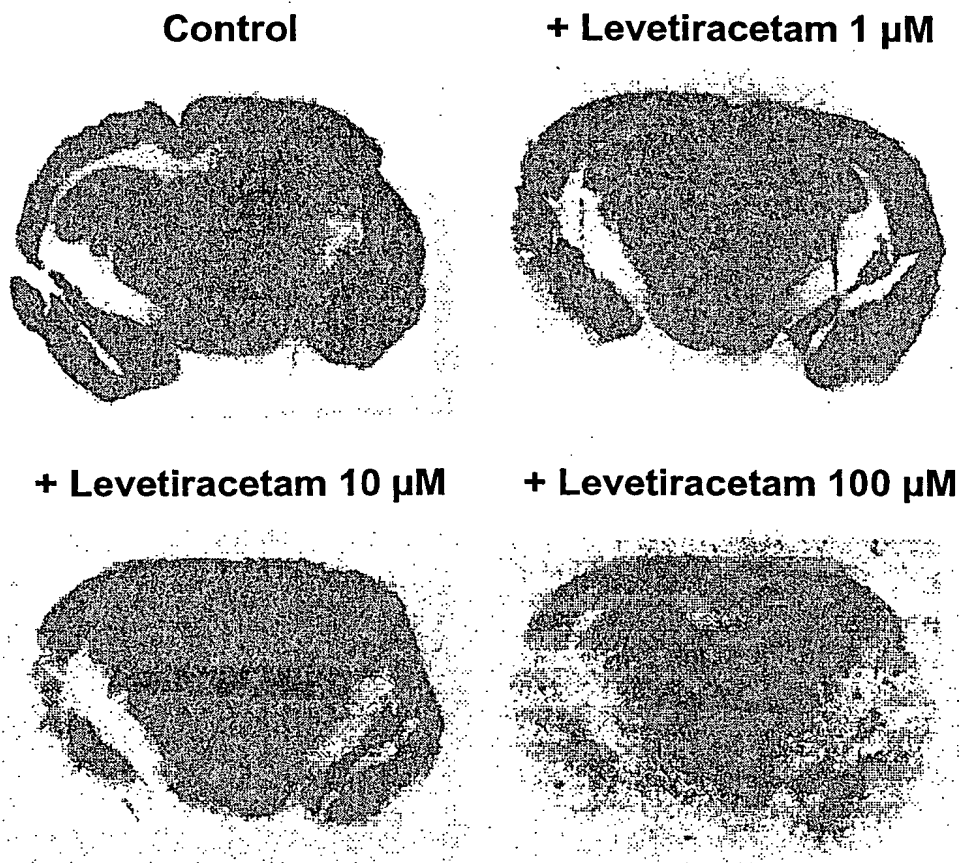 Control
+ Levetiracetam 1 µM
+ Levetiracetam 10 µM
+ Levetiracetam 100 µM